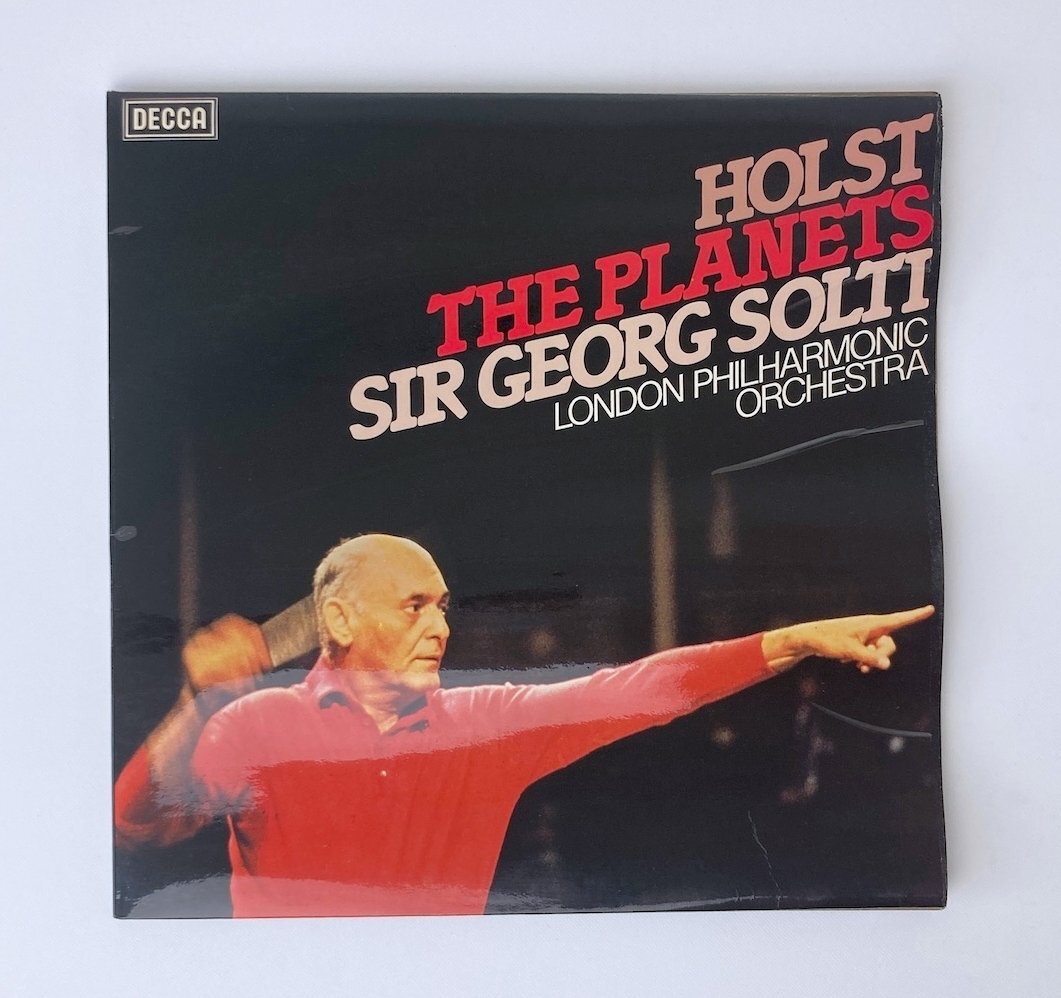 DECCA
HOLST
THE PLANETS
SIR GEORG SOLTI
LONDON PHILHARMONIC
ORCHESTRA